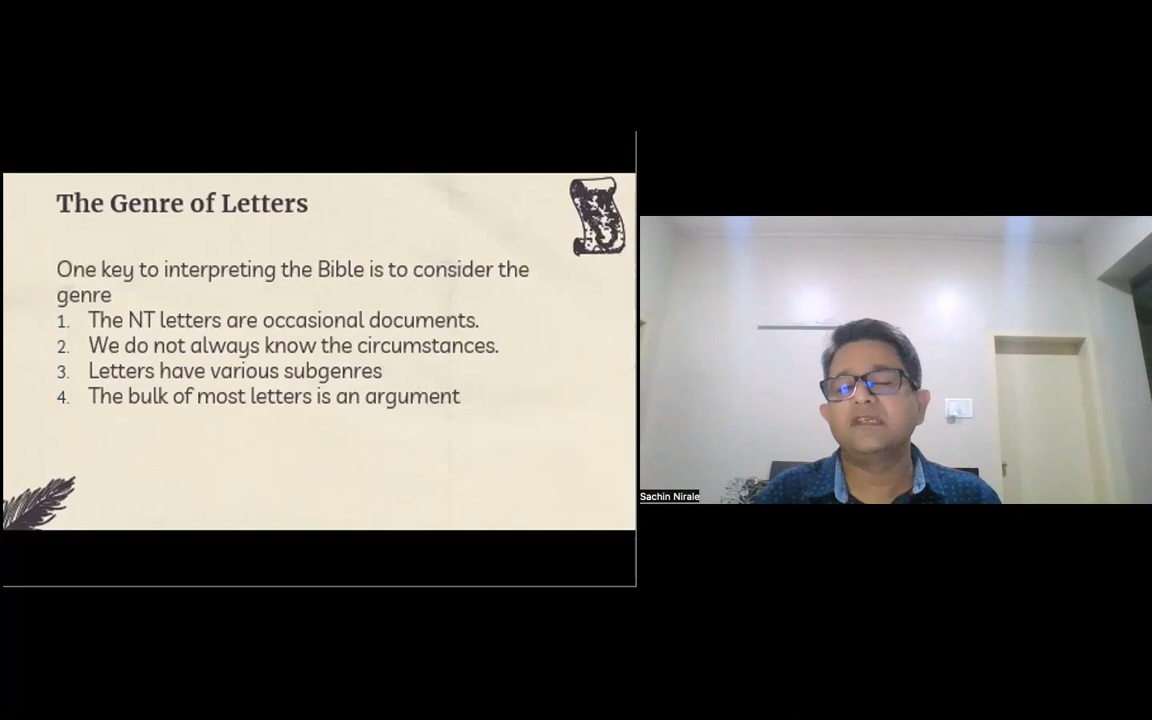 The Genre of Letters
One key to interpreting the Bible is to consider the
genre
1. The NT letters are occasional documents.
2. We do not always know the circumstances.
3. Letters have various subgenres
4. The bulk of most letters is an argument
Sachin Nirale